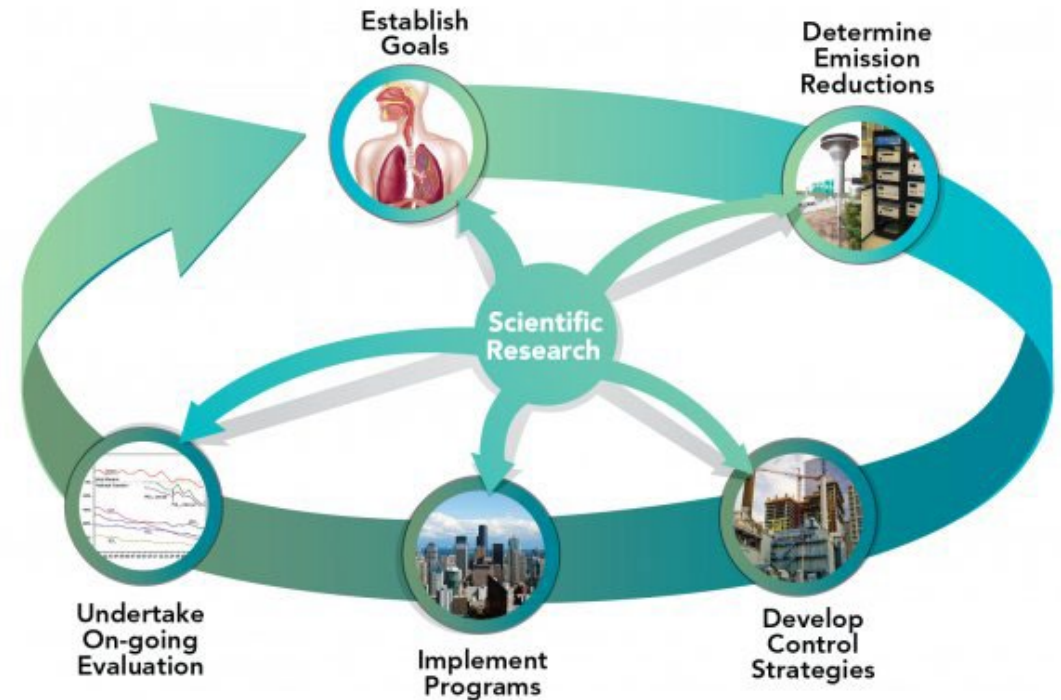 Establish
Goals
Determine
Emission
Reductions
Scientific
Research
Undertake
On-going
Evaluation
Implement
Programs
Develop
Control
Strategies